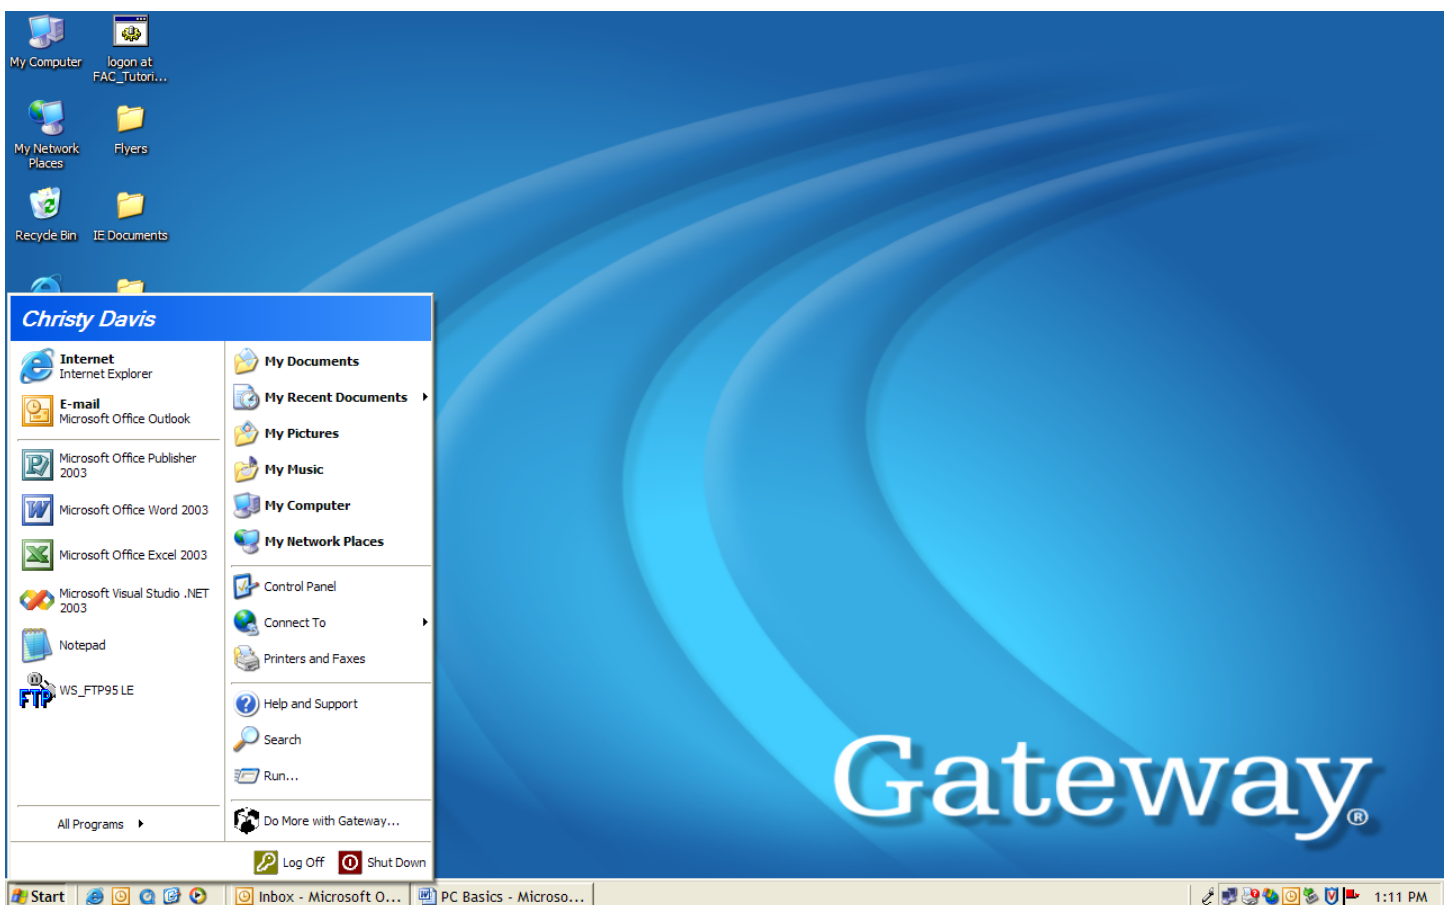 My Computer
logon at
FAC_Tutori...
My Network
Places
Flyers
Recycle Bin
IE Documents
Christy Davis
Internet
Internet Explorer
E-mail
Microsoft Office Outlook
Microsoft Office Publisher
2003
Microsoft Office Word 2003
Microsoft Office Excel 2003
Microsoft Visual Studio .NET
2003
Notepad
FTP
WS_FTP95 LE
All Programs
My Documents
My Recent Documents
My Pictures
My Music
My Computer
My Network Places
Control Panel
Connect To
Printers and Faxes
Help and Support
Search
Run...
Do More with Gateway...
Log Off
Shut Down
Gateway®
Start
Inbox - Microsoft O...
PC Basics - Microso...
1:11 PM